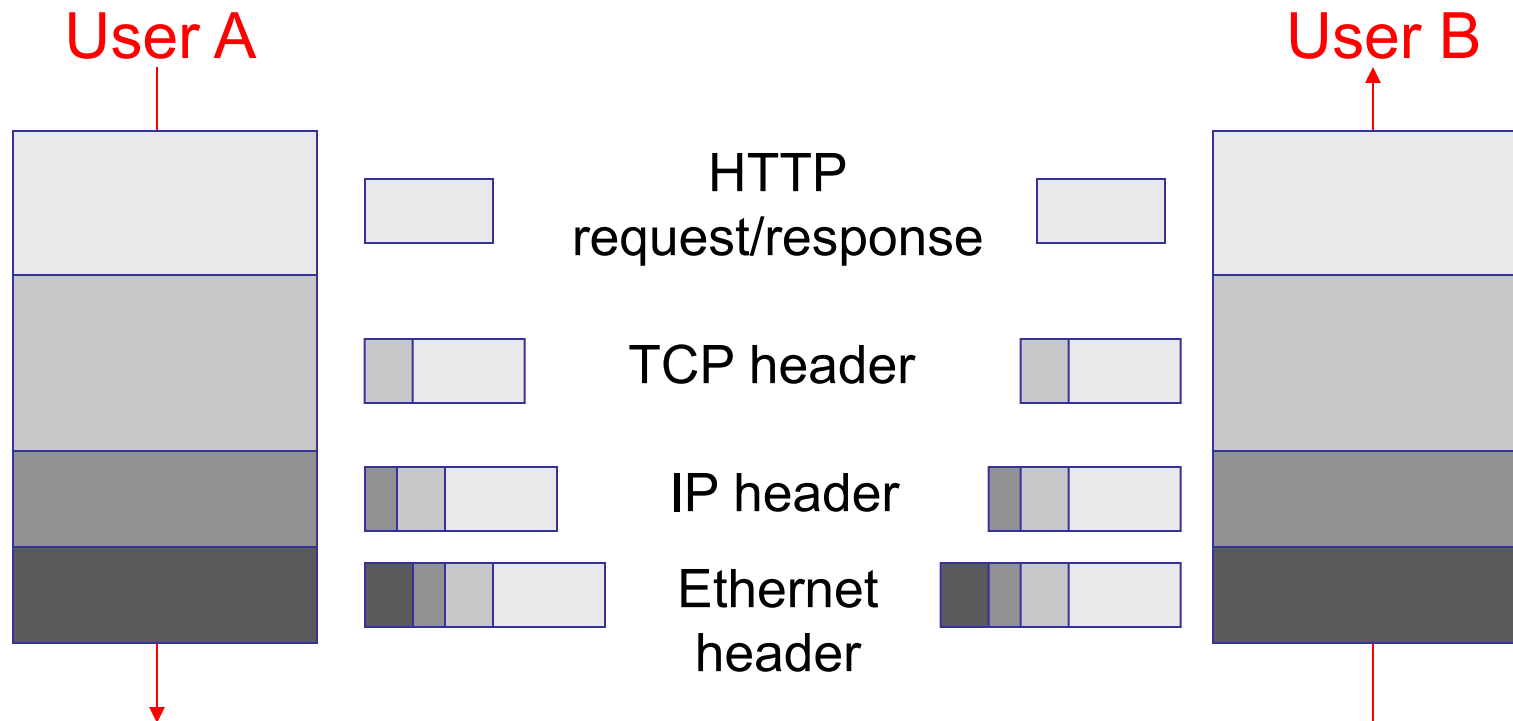 User A
User B
HTTP
request/response
TCP header
IP header
Ethernet
header